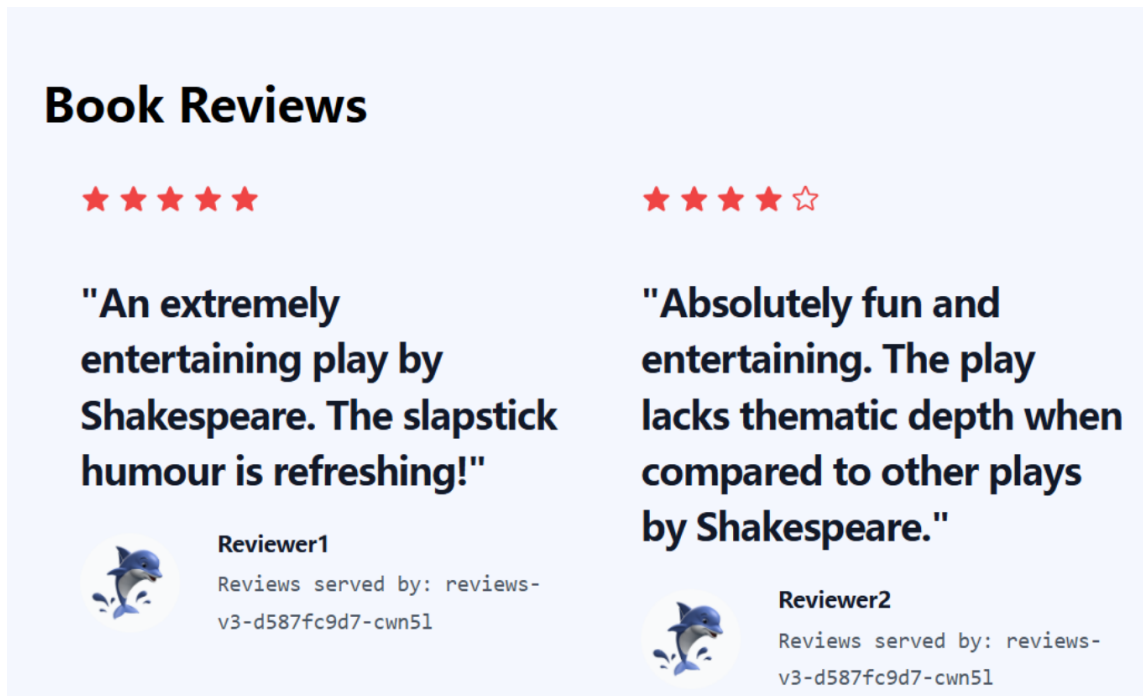 Book Reviews
"An extremely
entertaining play by
Shakespeare. The slapstick
humour is refreshing!"
Reviewer1
Reviews served by: reviews-
v3-d587fc9d7-cwn5l
"Absolutely fun and
entertaining. The play
lacks thematic depth when
compared to other plays
by Shakespeare."
Reviewer2
Reviews served by: reviews-
v3-d587fc9d7-cwn5l